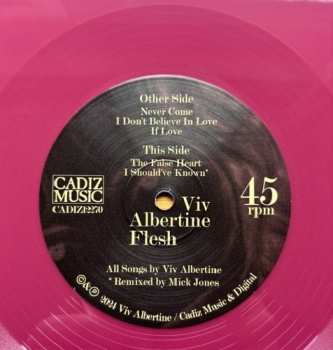 Other Side
Never Come
I Don't Believe In Love
If Love
This Side
The False Heart
I Should've Known*
CADIZ
MUSIC
CADIZ12270
Viv
Albertine
Flesh
45
rpm
All Songs by Viv Albertine
* Remixed by Mick Jones
©&℗ 2024 Viv Albertine / Cadiz Music & Digital